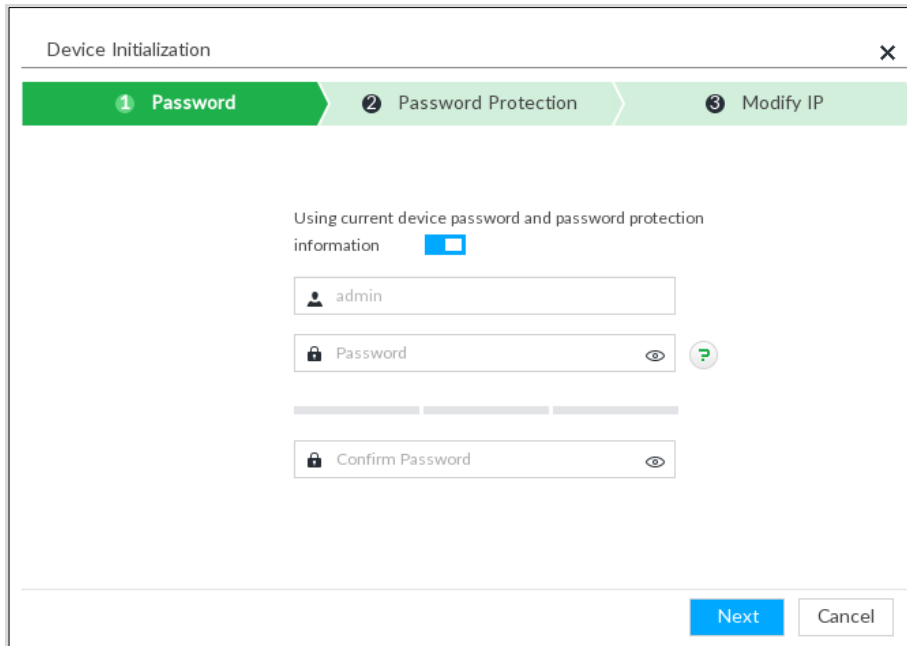 Device Initialization
1 Password
2 Password Protection
3 Modify IP
Using current device password and password protection
information
admin
Password
?
Confirm Password
Next
Cancel